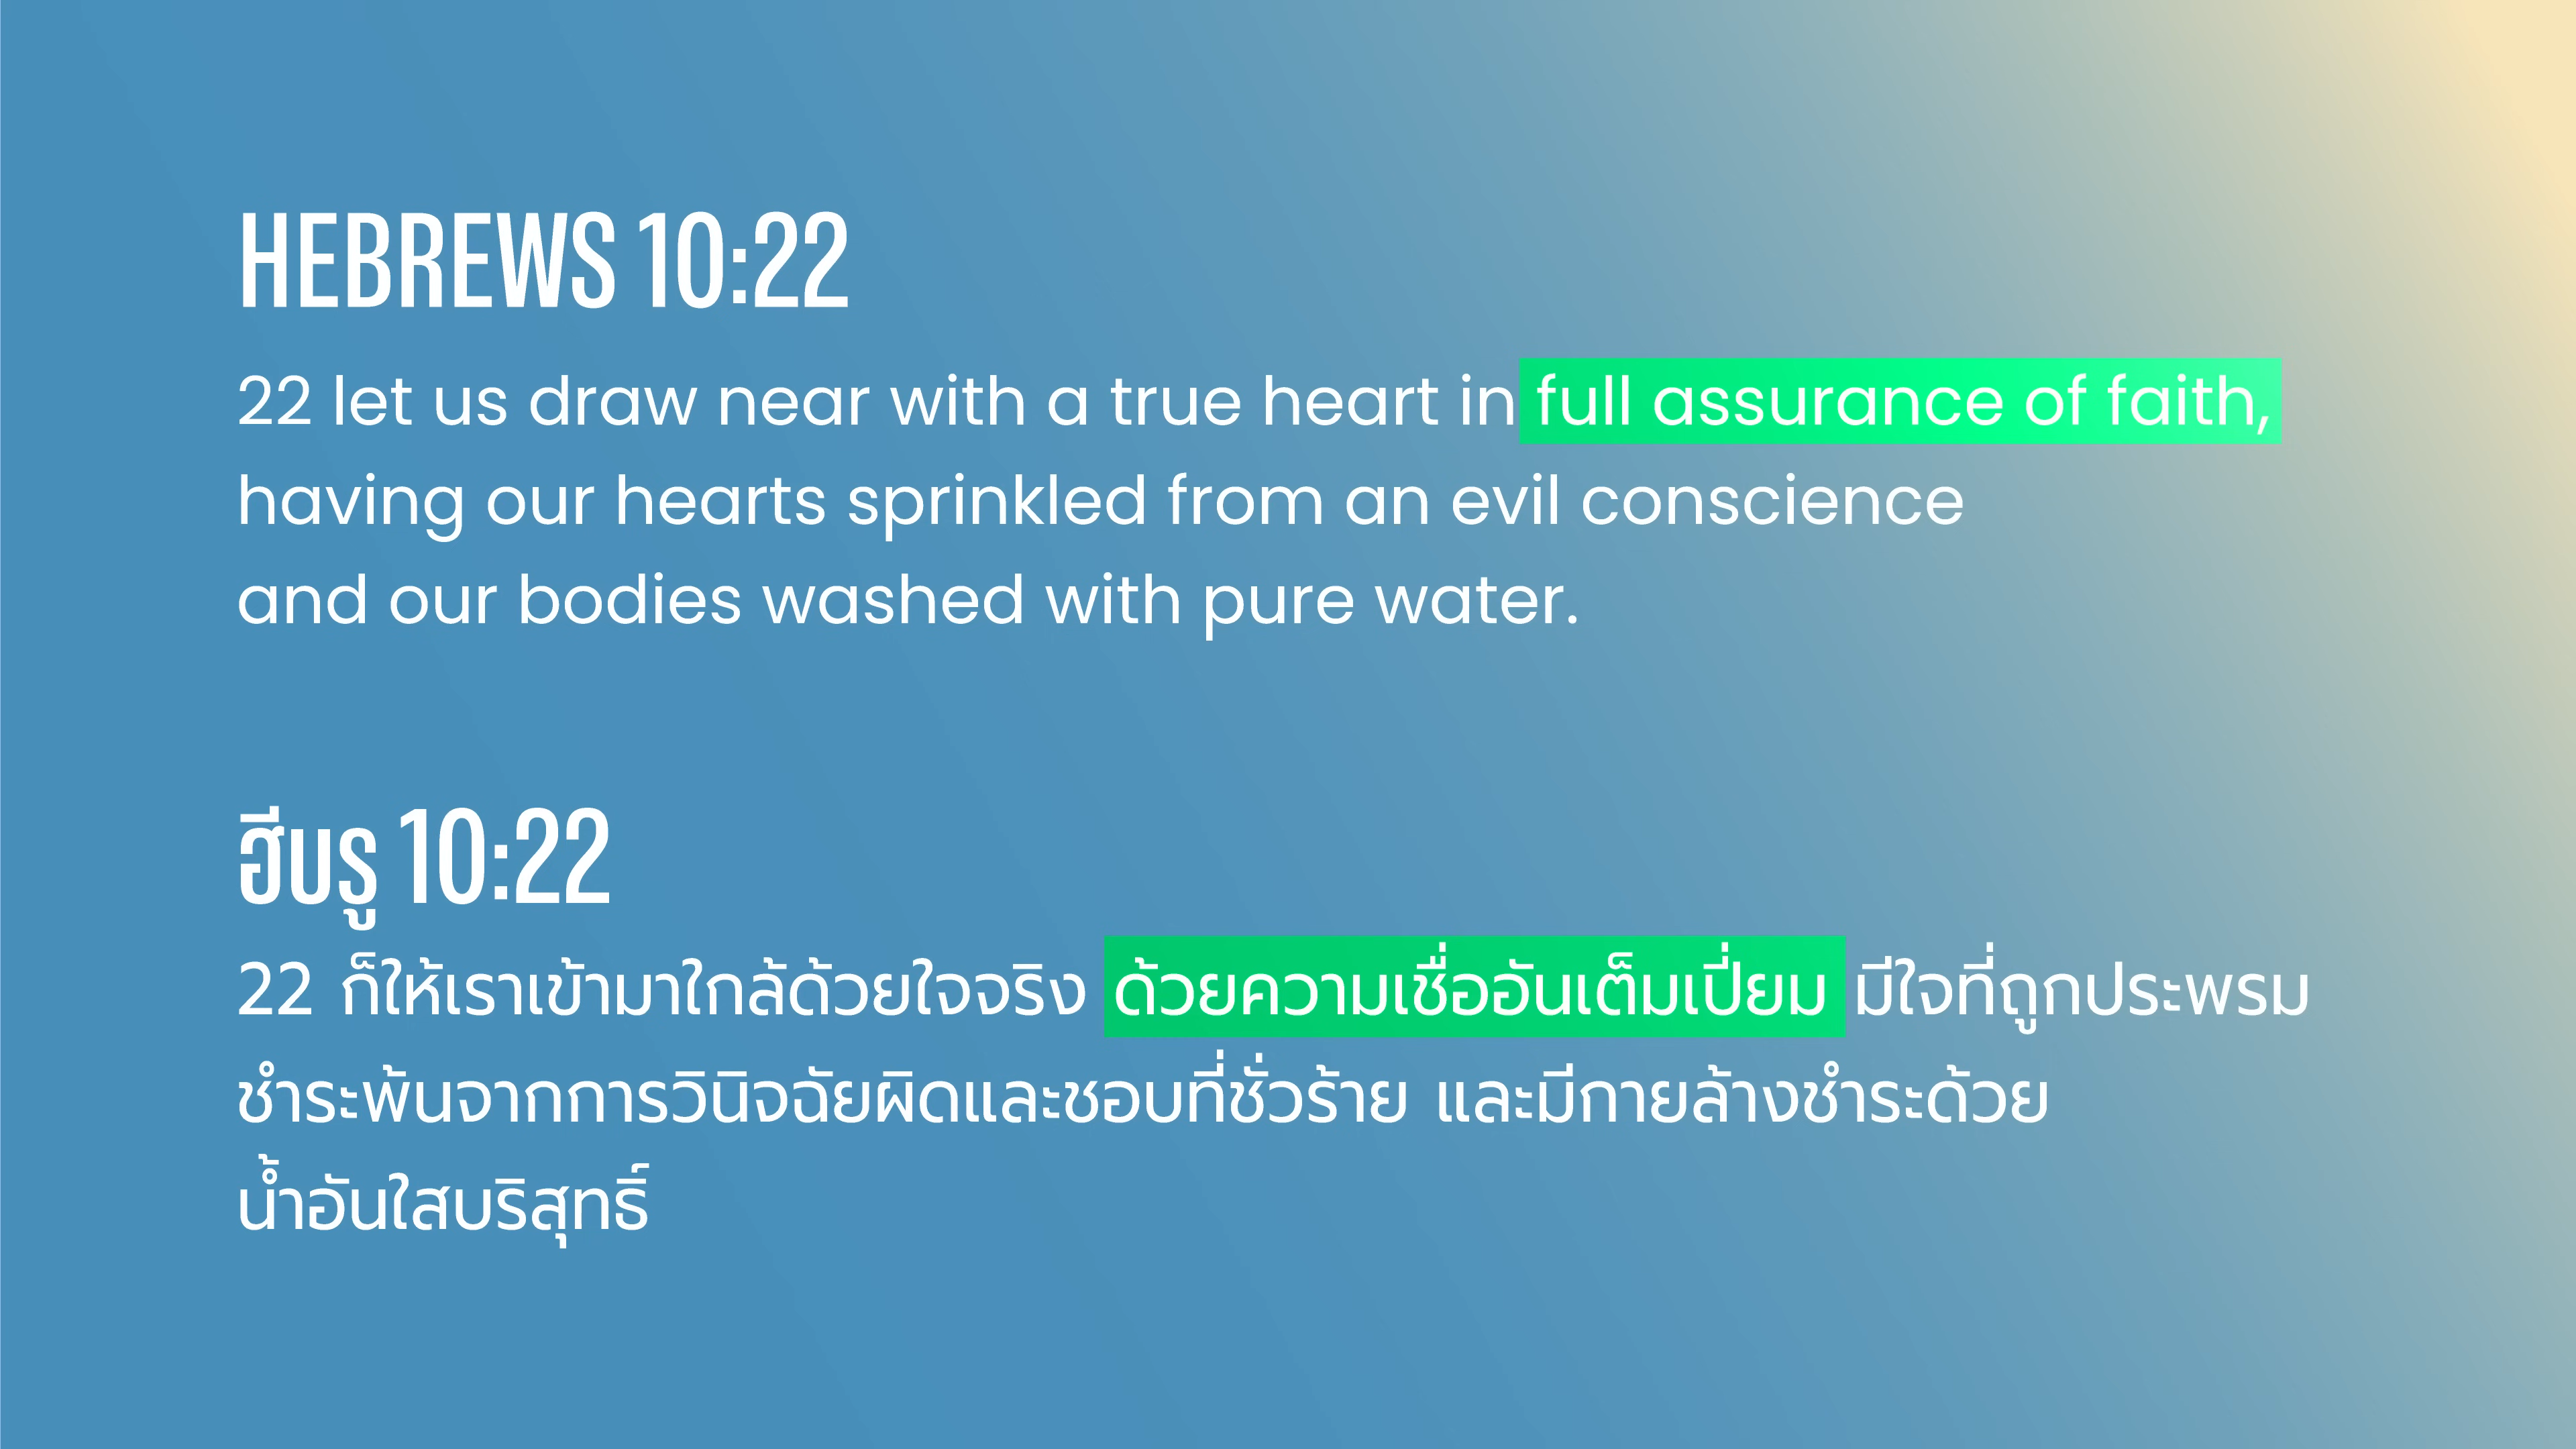 HEBREWS 10:22
22 let us draw near with a true heart in full assurance of faith,
having our hearts sprinkled from an evil conscience
and our bodies washed with pure water.
ฮีบรู 10:22
22 ก็ให้เราเข้ามาใกล้ด้วยใจจริง ด้วยความเชื่ออันเต็มเปี่ยม มีใจที่ถูกประพรม
ชำระพ้นจากการวินิจฉัยผิดและชอบที่ชั่วร้าย และมีกายล้างชำระด้วย
น้ำอันใสบริสุทธิ์